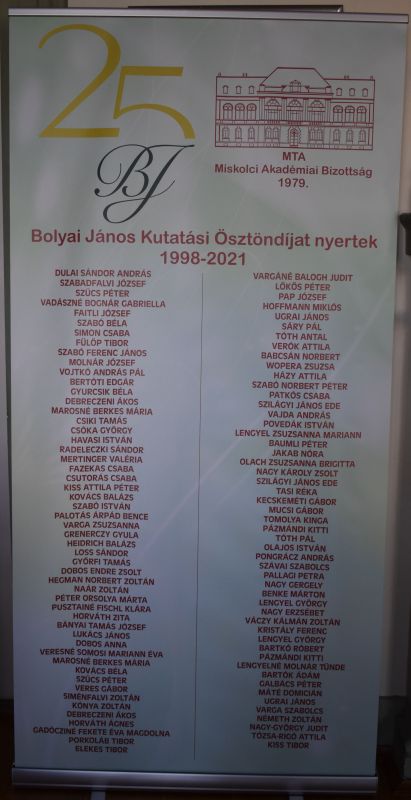 25
BJ
MTA
Miskolci Akadémiai Bizottság
1979.
Bolyai János Kutatási Ösztöndíjat nyertek
1998-2021
DULAI SÁNDOR ANDRÁS
SZABADFALVI JÓZSEF
SZŰCS PÉTER
VADÁSZNÉ BOGNÁR GABRIELLA
FAITLI JÓZSEF
SZABÓ BÉLA
SIMON CSABA
FÜLÖP TIBOR
SZABÓ FERENC JÁNOS
MOLNÁR JÓZSEF
VOJTKÓ ANDRÁS PÁL
BERTÓTI EDGÁR
GYURCSIK BÉLA
DEBRECZENI ÁKOS
MAROSNÉ BERKES MÁRIA
CSIKI TAMÁS
CSÓKA GYÖRGY
HAVASI ISTVÁN
RADELECZKI SÁNDOR
MERTINGER VALÉRIA
FAZEKAS CSABA
CSUTORÁS CSABA
KISS ATTILA PÉTER
KOVÁCS BALÁZS
SZABÓ ISTVÁN
PALOTÁS ÁRPÁD BENCE
VARGA ZSUZSANNA
GRENERCZY GYULA
HEIDRICH BALÁZS
LOSS SÁNDOR
GYŐRFI TAMÁS
DOBOS ENDRE ZSOLT
HEGMAN NORBERT ZOLTÁN
NAÁR ZOLTÁN
PÉTER ORSOLYA MÁRTA
PUSZTAINÉ FISCHL KLÁRA
HORVÁTH ZITA
BÁNYAI TAMÁS JÓZSEF
LUKÁCS JÁNOS
DOBOS ANNA
VERESNÉ SOMOSI MARIANN ÉVA
MAROSNÉ BERKES MÁRIA
KOVÁCS BÉLA
SZŰCS PÉTER
VERES GÁBOR
SIMÉNFALVI ZOLTÁN
KÓNYA ZOLTÁN
DEBRECZENI ÁKOS
HORVÁTH ÁGNES
GADÓCZINÉ FEKETE ÉVA MAGDOLNA
PORKOLÁB TIBOR
ELEKES TIBOR
VARGÁNÉ BALOGH JUDIT
LŐKÖS PÉTER
PAP JÓZSEF
HOFFMANN MIKLÓS
UGRAI JÁNOS
SÁRY PÁL
TÓTH ANTAL
VERÓK ATTILA
BABCSÁN NORBERT
WOPERA ZSUZSA
HÁZY ATTILA
SZABÓ NORBERT PÉTER
PATKÓS CSABA
SZILÁGYI JÁNOS EDE
VAJDA ANDRÁS
POVEDÁK ISTVÁN
LENGYEL ZSUZSANNA MARIANN
BAUMLI PÉTER
JAKAB NÓRA
OLACH ZSUZSANNA BRIGITTA
NAGY KÁROLY ZSOLT
SZILÁGYI JÁNOS EDE
TASI RÉKA
KECSKEMÉTI GÁBOR
MUCSI GÁBOR
TOMOLYA KINGA
PÁZMÁNDI KITTI
TÓTH PÁL
OLAJOS ISTVÁN
PONGRÁCZ ANDRÁS
SZÁVAI SZABOLCS
PALLAGI PETRA
NAGY GERGELY
BENKE MÁRTON
LENGYEL GYÖRGY
NAGY ERZSÉBET
VÁCZY KÁLMÁN ZOLTÁN
KRISTÁLY FERENC
LENGYEL GYÖRGY
BARTKÓ RÓBERT
PÁZMÁNDI KITTI
LENGYELNÉ MOLNÁR TÜNDE
BARTÓK ÁDÁM
GALBÁCS PÉTER
MÁTÉ DOMICIÁN
UGRAI JÁNOS
VARGA SZABOLCS
NÉMETH ZOLTÁN
NAGY-GYÖRGY JUDIT
TÓZSA-RIGÓ ATTILA
KISS TIBOR